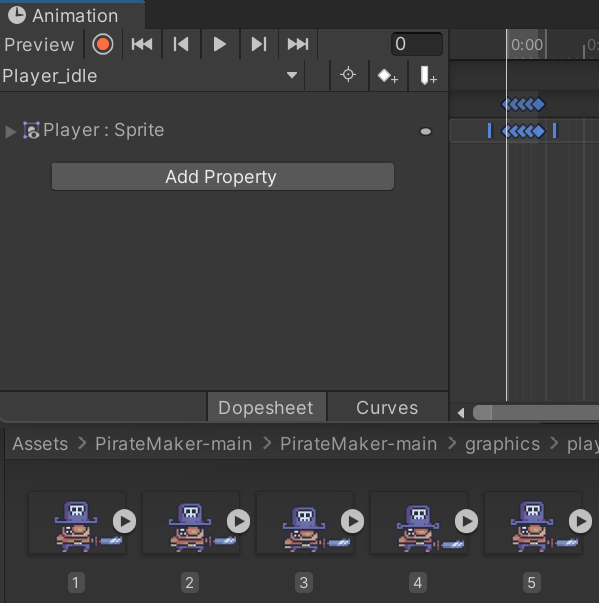 Animation
Preview 0 0:00 0:
Player_idle
Player : Sprite
Add Property
Dopesheet Curves
Assets > PirateMaker-main > PirateMaker-main > graphics > play
1 2 3 4 5